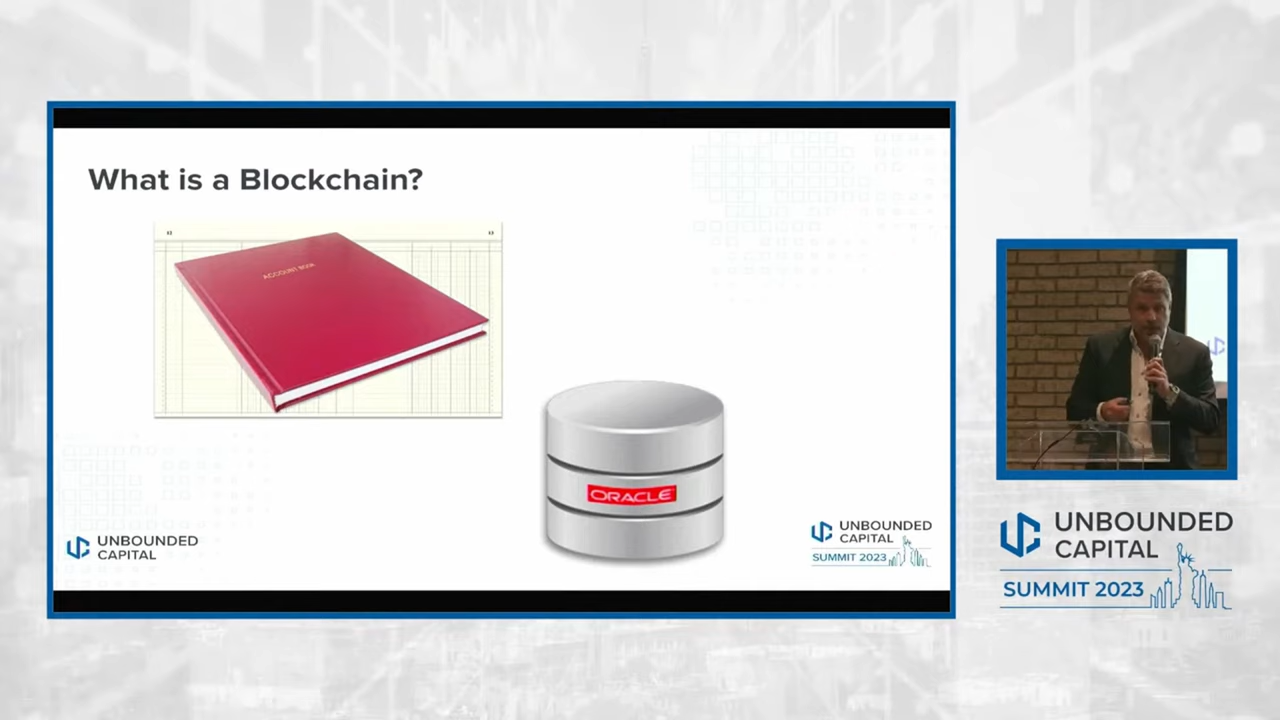 What is a Blockchain?
ACCOUNT BOOK
ORACLE
UNBOUNDED
CAPITAL
UNBOUNDED
CAPITAL
SUMMIT 2023
UNBOUNDED
CAPITAL
SUMMIT 2023